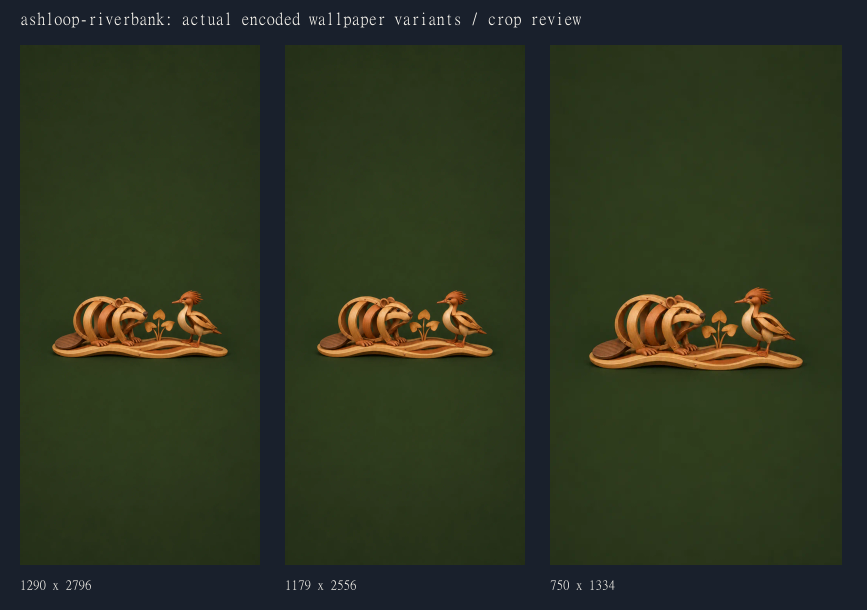 ashloop-riverbank: actual encoded wallpaper variants / crop review
1290 x 2796
1179 x 2556
750 x 1334